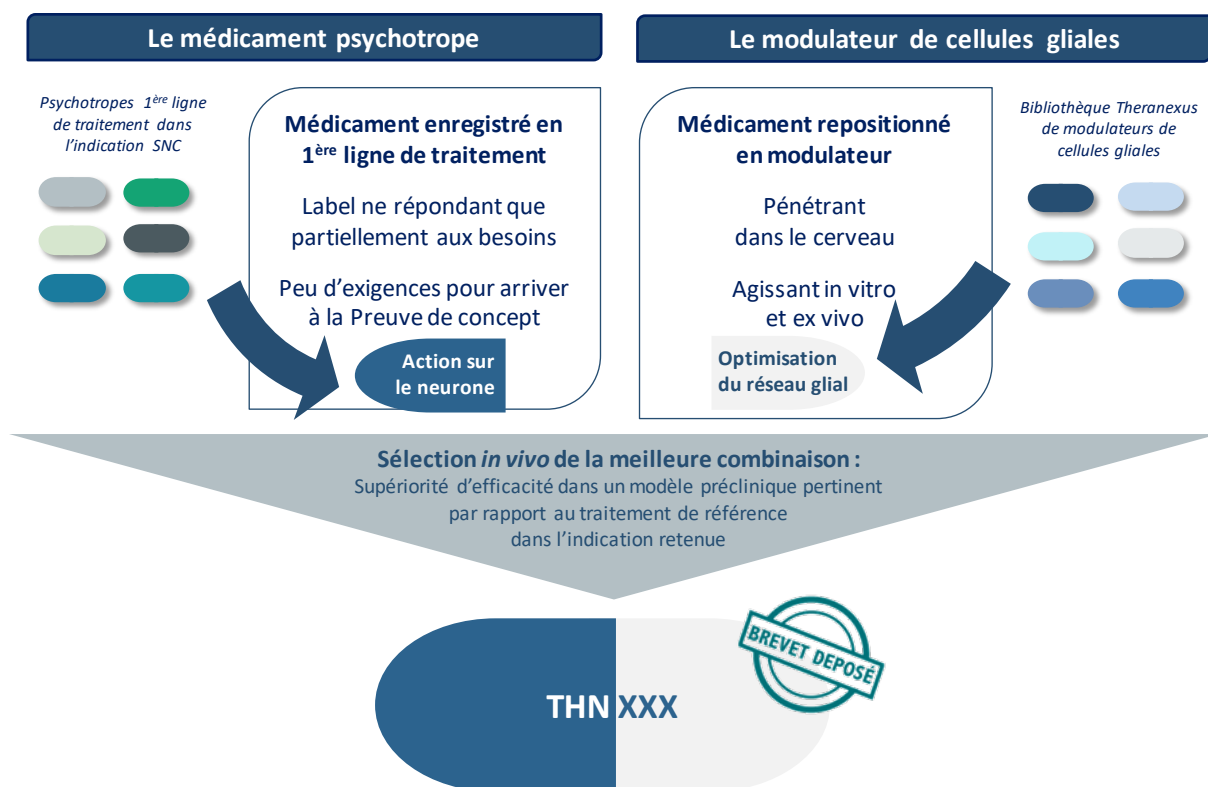 Le médicament psychotrope
Psychotropes 1ère ligne
de traitement dans
l'indication SNC
Médicament enregistré en
1ère ligne de traitement
Label ne répondant que
partiellement aux besoins
Peu d'exigences pour arriver
à la Preuve de concept
Action sur
le neurone
Le modulateur de cellules gliales
Médicament repositionné
en modulateur
Pénétrant
dans le cerveau
Agissant in vitro
et ex vivo
Optimisation
du réseau glial
Bibliothèque Theranexus
de modulateurs de
cellules gliales
Sélection in vivo de la meilleure combinaison :
Supériorité d'efficacité dans un modèle préclinique pertinent
par rapport au traitement de référence
dans l'indication retenue
BREVET DEPOSÉ
THN XXX